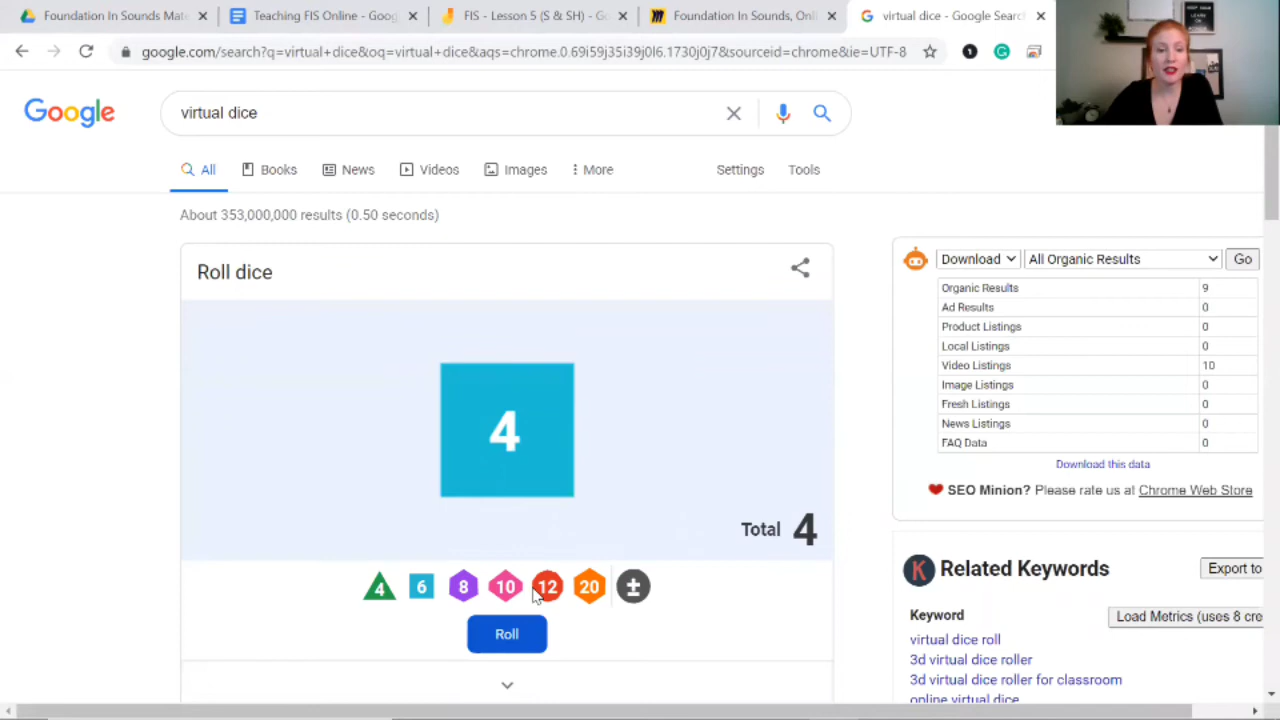 Foundation In Sounds Mate
Teaching FIS Online - Goog
FIS - Lesson 5 (S & SH) - Go
Foundation In Sounds, Onl
virtual dice - Google Search
google.com/search?q=virtual+dice&oq=virtual+dice&aqs=chrome.0.69i59j35i39j0l6.1730j0j7&sourceid=chrome&ie=UTF-8
Google
virtual dice
All Books News Videos Images More Settings Tools
About 353,000,000 results (0.50 seconds)
Roll dice
4
Total 4
4 6 8 10 12 20 ±
Roll
Download All Organic Results Go
Organic Results 9
Ad Results 0
Product Listings 0
Local Listings 0
Video Listings 10
Image Listings 0
Fresh Listings 0
News Listings 0
FAQ Data 0
Download this data
SEO Minion? Please rate us at Chrome Web Store
K Related Keywords Export to
Keyword Load Metrics (uses 8 cre
virtual dice roll
3d virtual dice roller
3d virtual dice roller for classroom
online virtual dice